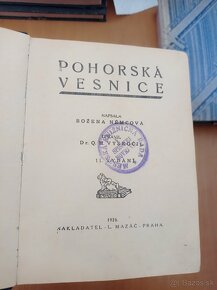 POHORSKÁ
VESNICE
NAPSALA
BOŽENA NĚMCOVÁ
Dr. Q. M. VYSKOČIL
II. VYDÁNÍ
1926
NAKLADATEL - L. MAZÁČ - PRAHA